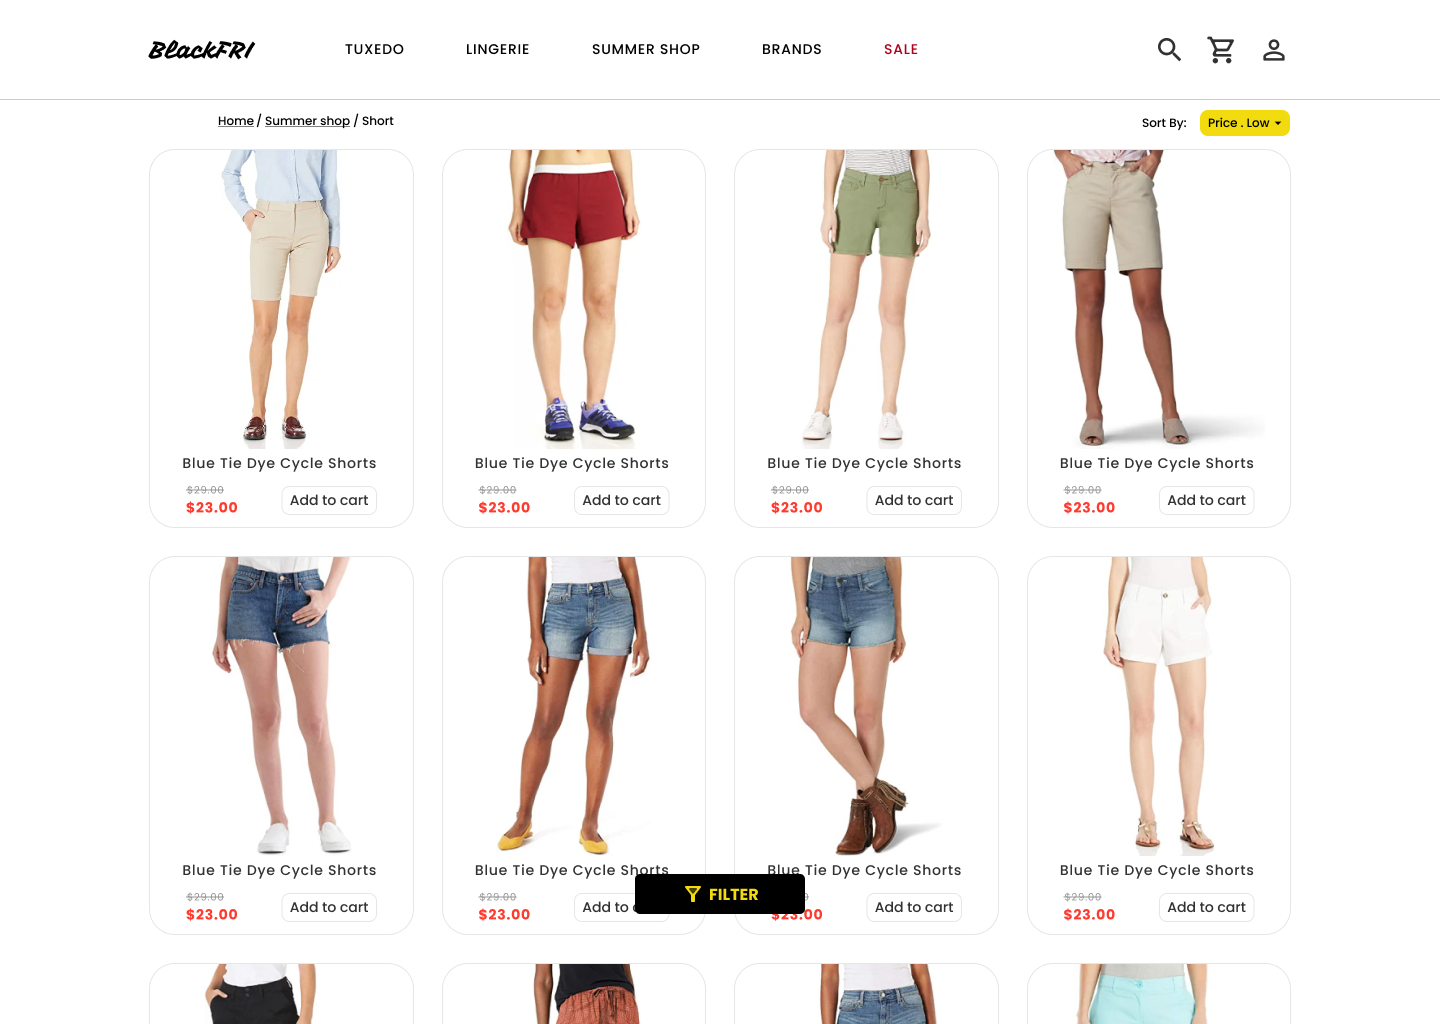 BlackFRI
TUXEDO LINGERIE SUMMER SHOP BRANDS SALE
Home / Summer shop / Short
Sort By: Price . Low
Blue Tie Dye Cycle Shorts
$29.00
$23.00
Add to cart
Blue Tie Dye Cycle Shorts
$29.00
$23.00
Add to cart
Blue Tie Dye Cycle Shorts
$29.00
$23.00
Add to cart
Blue Tie Dye Cycle Shorts
$29.00
$23.00
Add to cart
Blue Tie Dye Cycle Shorts
$29.00
$23.00
Add to cart
Blue Tie Dye Cycle Shorts
$29.00
$23.00
Add to
Blue Tie Dye Cycle Shorts
$23.00
Add to cart
Blue Tie Dye Cycle Shorts
$29.00
$23.00
Add to cart
FILTER